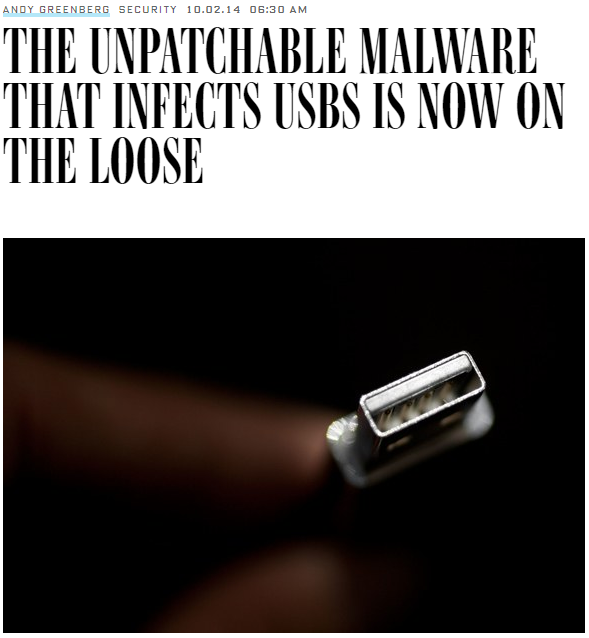 ANDY GREENBERG SECURITY 10.02.14 06:30 AM
THE UNPATCHABLE MALWARE
THAT INFECTS USBS IS NOW ON
THE LOOSE